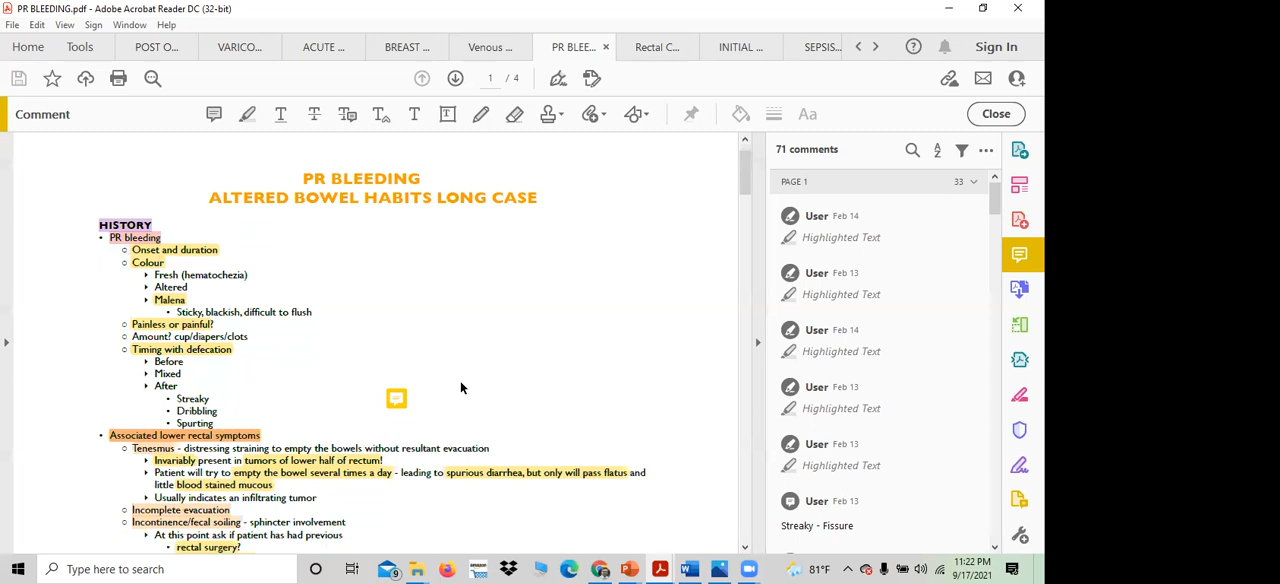 PR BLEEDING.pdf - Adobe Acrobat Reader DC (32-bit)
File Edit View Sign Window Help
Home Tools POST O... VARICO... ACUTE ... BREAST ... Venous ... PR BLEE... × Rectal C... INITIAL ... SEPSIS... Sign In
1 / 4
Comment Close
PR BLEEDING
ALTERED BOWEL HABITS LONG CASE
HISTORY
• PR bleeding
○ Onset and duration
○ Colour
Fresh (hematochezia)
Altered
Malena
• Sticky, blackish, difficult to flush
○ Painless or painful?
○ Amount? cup/diapers/clots
○ Timing with defecation
Before
Mixed
After
• Streaky
• Dribbling
• Spurting
• Associated lower rectal symptoms
○ Tenesmus - distressing straining to empty the bowels without resultant evacuation
Invariably present in tumors of lower half of rectum!
Patient will try to empty the bowel several times a day - leading to spurious diarrhea, but only will pass flatus and
little blood stained mucous
Usually indicates an infiltrating tumor
○ Incomplete evacuation
○ Incontinence/fecal soiling - sphincter involvement
At this point ask if patient has had previous
• rectal surgery?
71 comments
PAGE 1 33
User Feb 14
Highlighted Text
User Feb 13
Highlighted Text
User Feb 14
Highlighted Text
User Feb 13
Highlighted Text
User Feb 13
Highlighted Text
User Feb 13
Streaky - Fissure
Type here to search
9
81°F
11:22 PM
9/17/2021